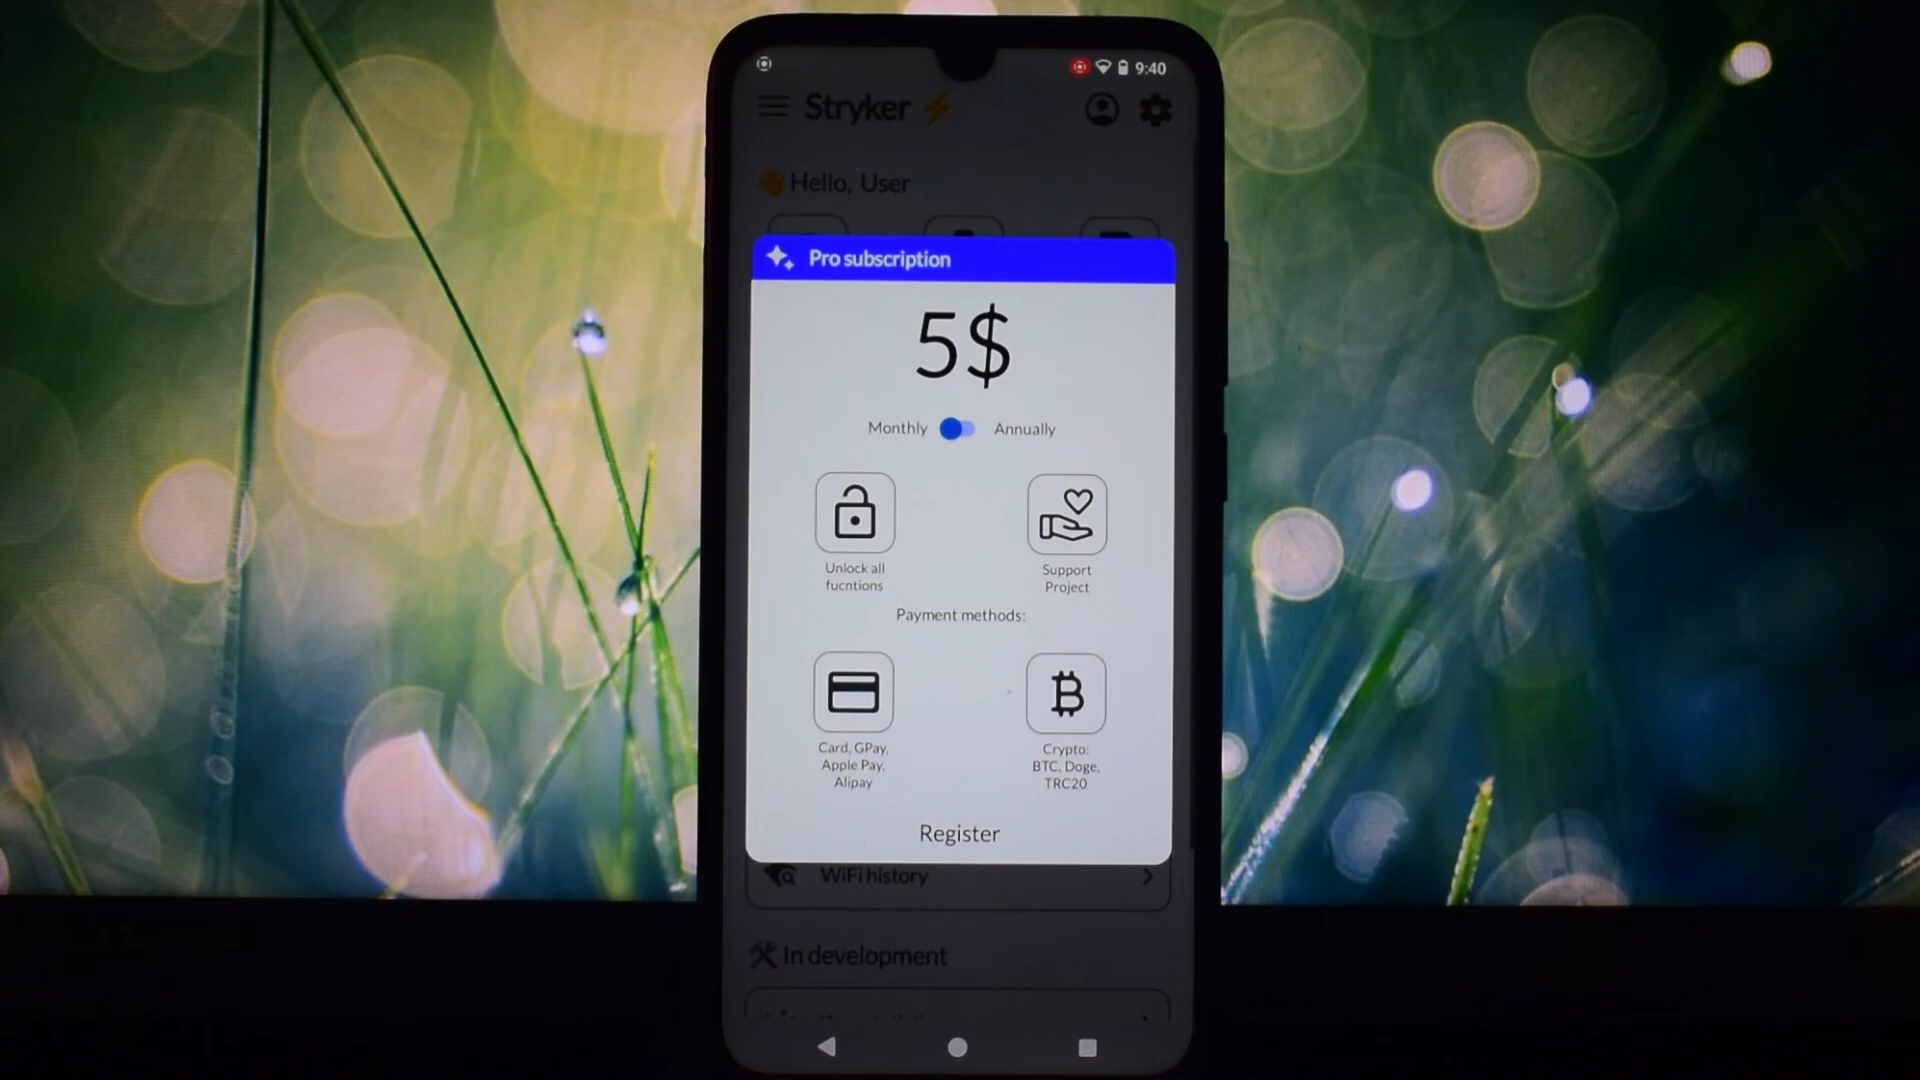 9:40
Stryker
Hello, User
Pro subscription
5$
Monthly
Annually
Unlock all
fucntions
Support
Project
Payment methods:
Card, GPay,
Apple Pay,
Alipay
Crypto:
BTC, Doge,
TRC20
Register
WiFi history
In development